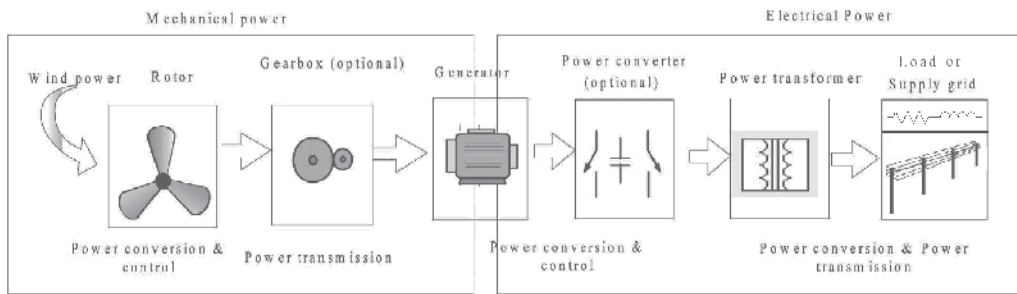 Mechanical power
Electrical Power
Wind power
Rotor
Gearbox (optional)
Generator
Power converter
(optional)
Power transformer
Load or
Supply grid
Power conversion &
control
Power transmission
Power conversion &
control
Power conversion & Power
transmission